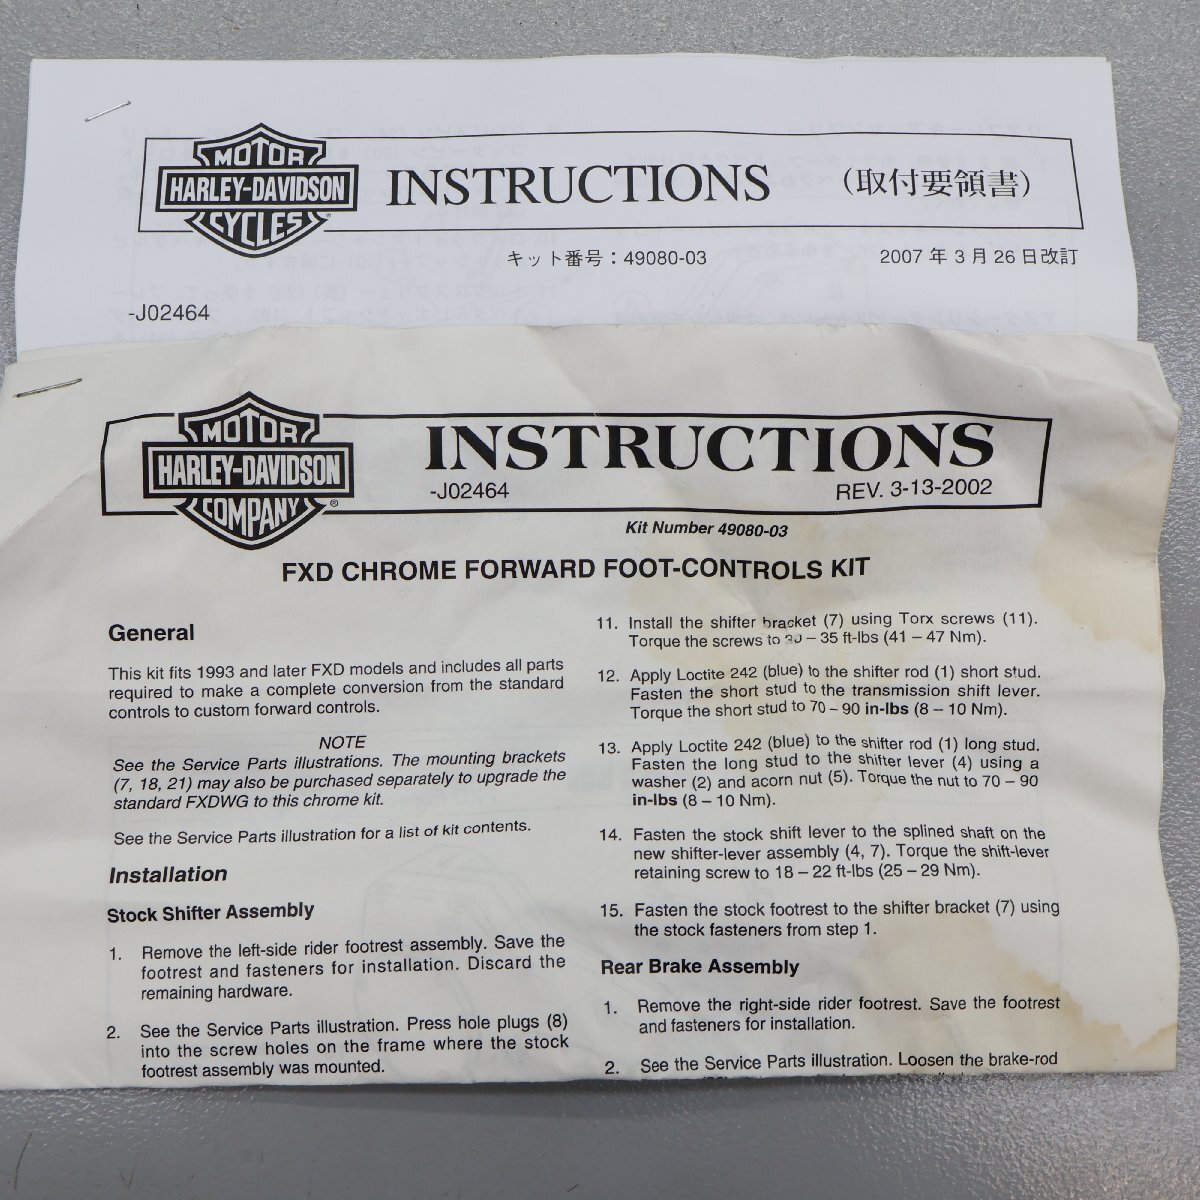 MOTOR
HARLEY-DAVIDSON
CYCLES
INSTRUCTIONS (取付要領書)
キット番号：49080-03
2007 年 3 月 26 日改訂
-J02464
MOTOR
HARLEY-DAVIDSON
COMPANY
®
INSTRUCTIONS
-J02464
REV. 3-13-2002
Kit Number 49080-03
FXD CHROME FORWARD FOOT-CONTROLS KIT
General
This kit fits 1993 and later FXD models and includes all parts
required to make a complete conversion from the standard
controls to custom forward controls.
NOTE
See the Service Parts illustrations. The mounting brackets
(7, 18, 21) may also be purchased separately to upgrade the
standard FXDWG to this chrome kit.
See the Service Parts illustration for a list of kit contents.
Installation
Stock Shifter Assembly
1. Remove the left-side rider footrest assembly. Save the
footrest and fasteners for installation. Discard the
remaining hardware.
2. See the Service Parts illustration. Press hole plugs (8)
into the screw holes on the frame where the stock
footrest assembly was mounted.
11. Install the shifter bracket (7) using Torx screws (11).
Torque the screws to – 35 ft-lbs (41 – 47 Nm).
12. Apply Loctite 242 (blue) to the shifter rod (1) short stud.
Fasten the short stud to the transmission shift lever.
Torque the short stud to 70 – 90 in-lbs (8 – 10 Nm).
13. Apply Loctite 242 (blue) to the shifter rod (1) long stud.
Fasten the long stud to the shifter lever (4) using a
washer (2) and acorn nut (5). Torque the nut to 70 – 90
in-lbs (8 – 10 Nm).
14. Fasten the stock shift lever to the splined shaft on the
new shifter-lever assembly (4, 7). Torque the shift-lever
retaining screw to 18 – 22 ft-lbs (25 – 29 Nm).
15. Fasten the stock footrest to the shifter bracket (7) using
the stock fasteners from step 1.
Rear Brake Assembly
1. Remove the right-side rider footrest. Save the footrest
and fasteners for installation.
2. See the Service Parts illustration. Loosen the brake-rod